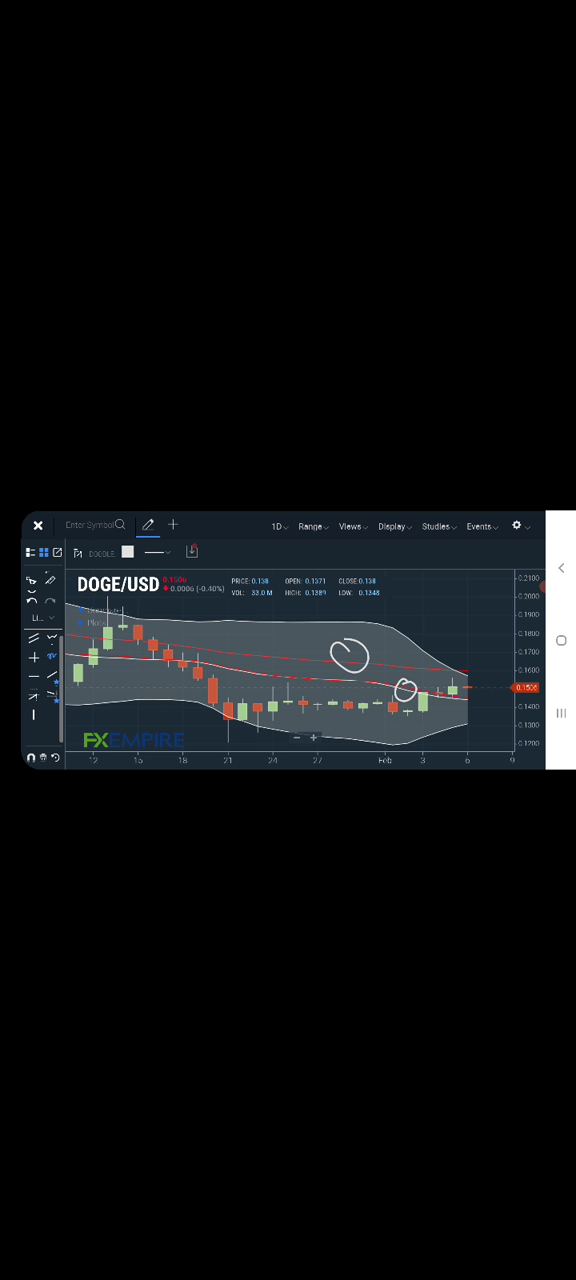 Enter Symbol 1D Range Views Display Studies Events
DOODLE:
DOGE/USD 0.1506 0.0006 (-0.40%)
PRICE: 0.138 OPEN: 0.1371 CLOSE: 0.138
VOL: 33.0 M HIGH: 0.1389 LOW: 0.1348
Li...
0.2100
0.2000
0.1900
0.1800
0.1700
0.1600
0.1506
0.1400
0.1300
0.1200
FXEMPIRE
12 15 18 21 24 27 Feb 3 6 9